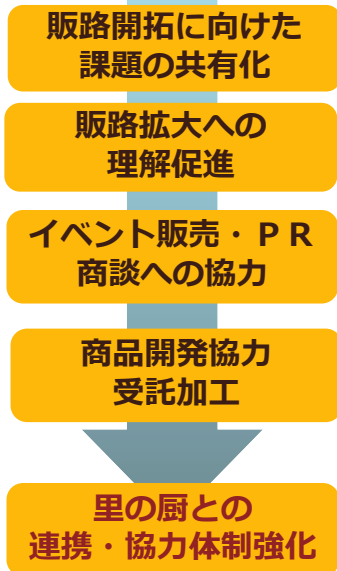 販路開拓に向けた
課題の共有化
販路拡大への
理解促進
イベント販売・ＰＲ
商談への協力
商品開発協力
受託加工
里の厨との
連携・協力体制強化